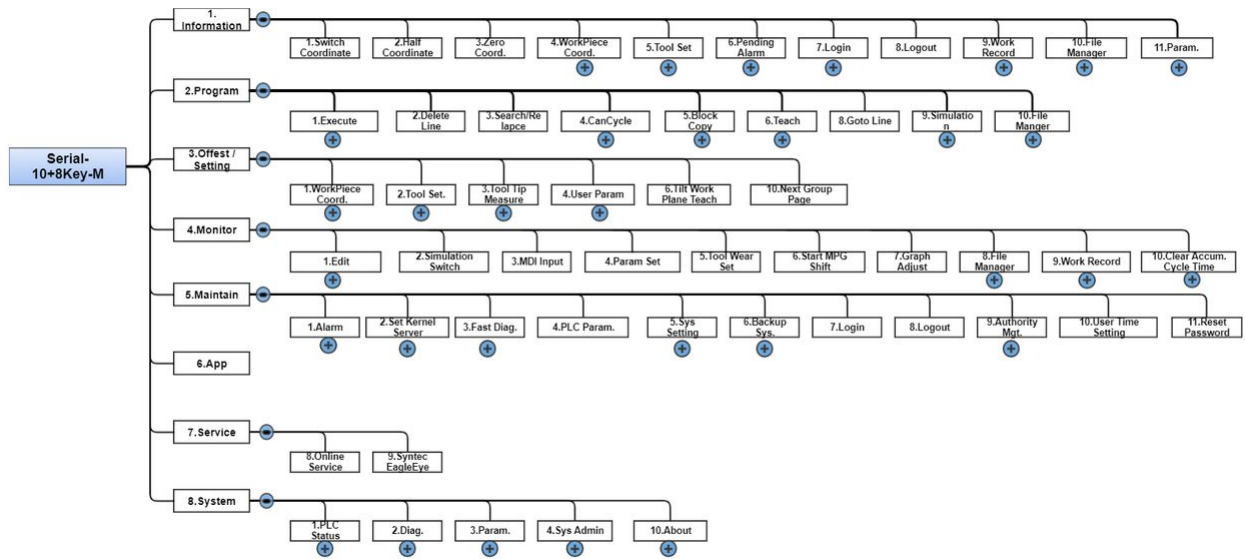 Serial-
10+8Key-M
1.
Information
1.Switch
Coordinate
2.Half
Coordinate
3.Zero
Coord.
4.WorkPiece
Coord.
5.Tool Set
6.Pending
Alarm
7.Login
8.Logout
9.Work
Record
10.File
Manager
11.Param.
2.Program
1.Execute
2.Delete
Line
3.Search/Re
lapce
4.CanCycle
5.Block
Copy
6.Teach
8.Goto Line
9.Simulatio
n
10.File
Manger
3.Offest /
Setting
1.WorkPiece
Coord.
2.Tool Set.
3.Tool Tip
Measure
4.User Param
6.Tilt Work
Plane Teach
10.Next Group
Page
4.Monitor
1.Edit
2.Simulation
Switch
3.MDI Input
4.Param Set
5.Tool Wear
Set
6.Start MPG
Shift
7.Graph
Adjust
8.File
Manager
9.Work Record
10.Clear Accum.
Cycle Time
5.Maintain
1.Alarm
2.Set Kernel
Server
3.Fast Diag.
4.PLC Param.
5.Sys
Setting
6.Backup
Sys.
7.Login
8.Logout
9.Authority
Mgt.
10.User Time
Setting
11.Reset
Password
6.App
7.Service
8.Online
Service
9.Syntec
EagleEye
8.System
1.PLC
Status
2.Diag.
3.Param.
4.Sys Admin
10.About